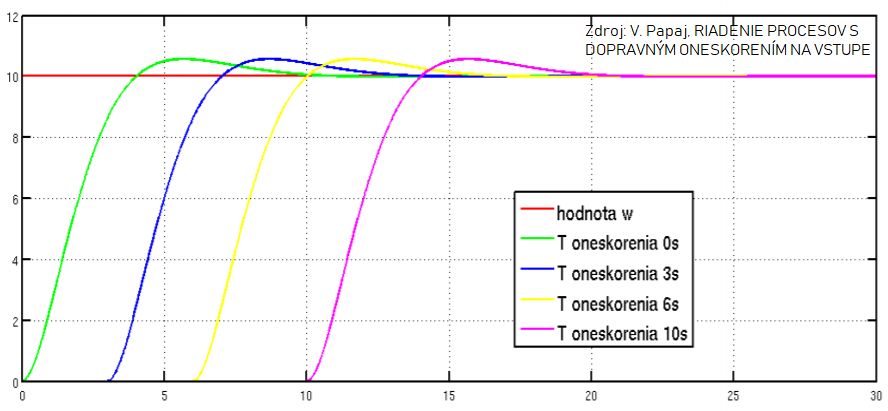 Zdroj: V. Papaj, RIADENIE PROCESOV S
DOPRAVNÝM ONESKORENÍM NA VSTUPE
12
10
8
6
4
2
0
hodnota w
T oneskorenia 0s
T oneskorenia 3s
T oneskorenia 6s
T oneskorenia 10s
0 5 10 15 20 25 30